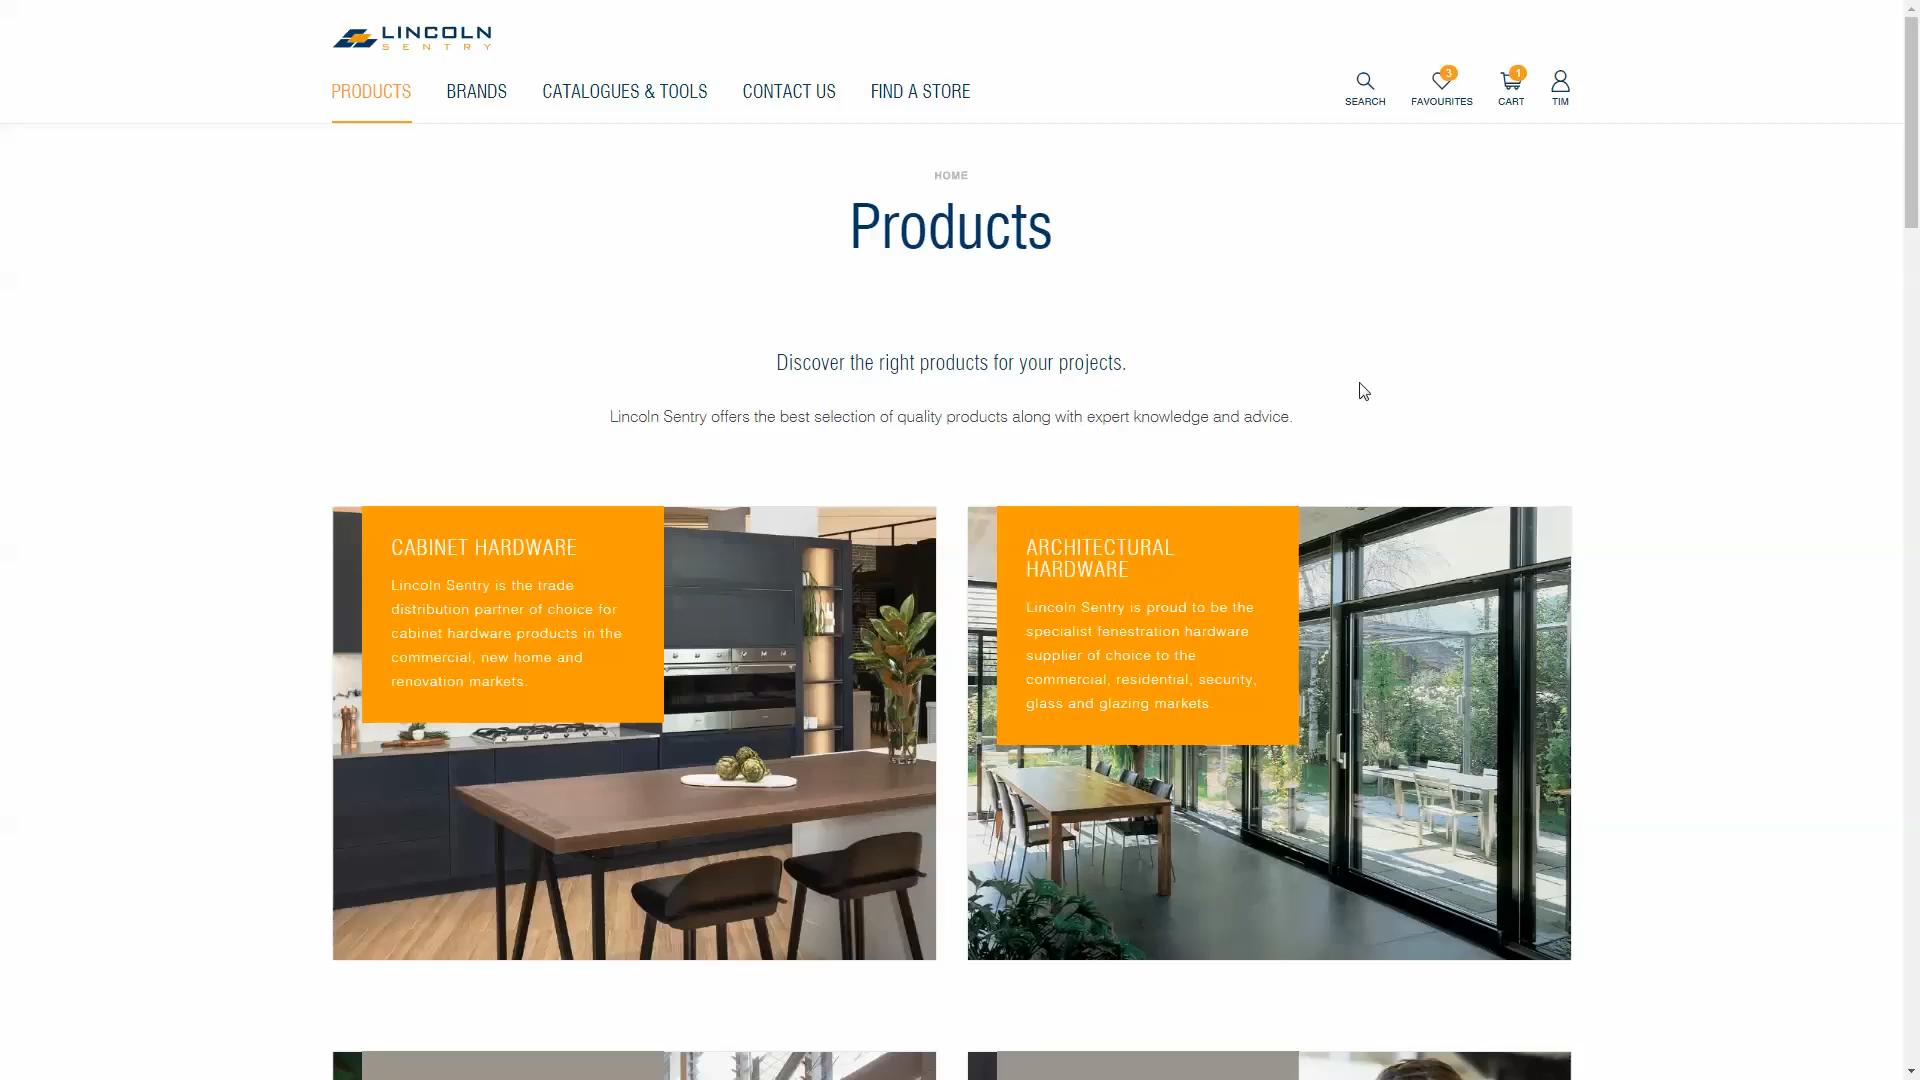 LINCOLN
SENTRY
PRODUCTS
BRANDS
CATALOGUES & TOOLS
CONTACT US
FIND A STORE
SEARCH
3
FAVOURITES
1
CART
TIM
HOME
Products
Discover the right products for your projects.
Lincoln Sentry offers the best selection of quality products along with expert knowledge and advice.
CABINET HARDWARE
Lincoln Sentry is the trade
distribution partner of choice for
cabinet hardware products in the
commercial, new home and
renovation markets.
ARCHITECTURAL
HARDWARE
Lincoln Sentry is proud to be the
specialist fenestration hardware
supplier of choice to the
commercial, residential, security,
glass and glazing markets.